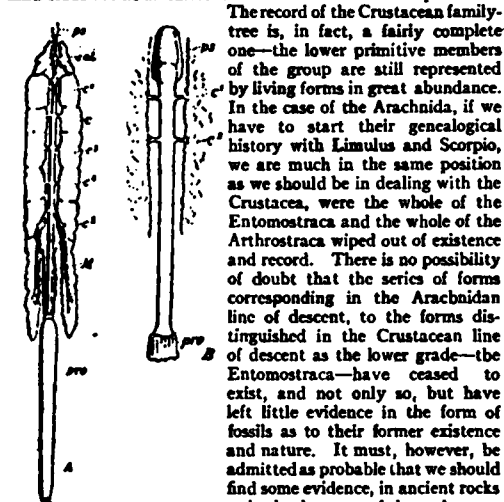 The record of the Crustacean family-
tree is, in fact, a fairly complete
one—the lower primitive members
of the group are still represented
by living forms in great abundance.
In the case of the Arachnida, if we
have to start their genealogical
history with Limulus and Scorpio,
we are much in the same position
as we should be in dealing with the
Crustacea, were the whole of the
Entomostraca and the whole of the
Arthrostraca wiped out of existence
and record. There is no possibility
of doubt that the series of forms
corresponding in the Arachnidan
line of descent, to the forms dis-
tinguished in the Crustacean line
of descent as the lower grade—the
Entomostraca—have ceased to
exist, and not only so, but have
left little evidence in the form of
fossils as to their former existence
and nature. It must, however, be
admitted as probable that we should
find some evidence, in ancient rocks
ps
c¹
c
c³
M
pro
A
ps
c¹
c²
pro
B